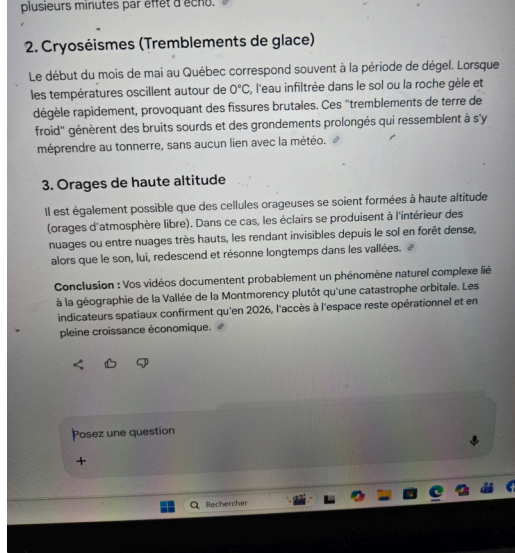 plusieurs minutes par effet d'écho.
2. Cryoséismes (Tremblements de glace)
Le début du mois de mai au Québec correspond souvent à la période de dégel. Lorsque
les températures oscillent autour de 0°C, l'eau infiltrée dans le sol ou la roche gèle et
dégèle rapidement, provoquant des fissures brutales. Ces "tremblements de terre de
froid" génèrent des bruits sourds et des grondements prolongés qui ressemblent à s'y
méprendre au tonnerre, sans aucun lien avec la météo.
3. Orages de haute altitude
Il est également possible que des cellules orageuses se soient formées à haute altitude
(orages d'atmosphère libre). Dans ce cas, les éclairs se produisent à l'intérieur des
nuages ou entre nuages très hauts, les rendant invisibles depuis le sol en forêt dense,
alors que le son, lui, redescend et résonne longtemps dans les vallées.
Conclusion : Vos vidéos documentent probablement un phénomène naturel complexe lié
à la géographie de la Vallée de la Montmorency plutôt qu'une catastrophe orbitale. Les
indicateurs spatiaux confirment qu'en 2026, l'accès à l'espace reste opérationnel et en
pleine croissance économique.
Posez une question
Rechercher